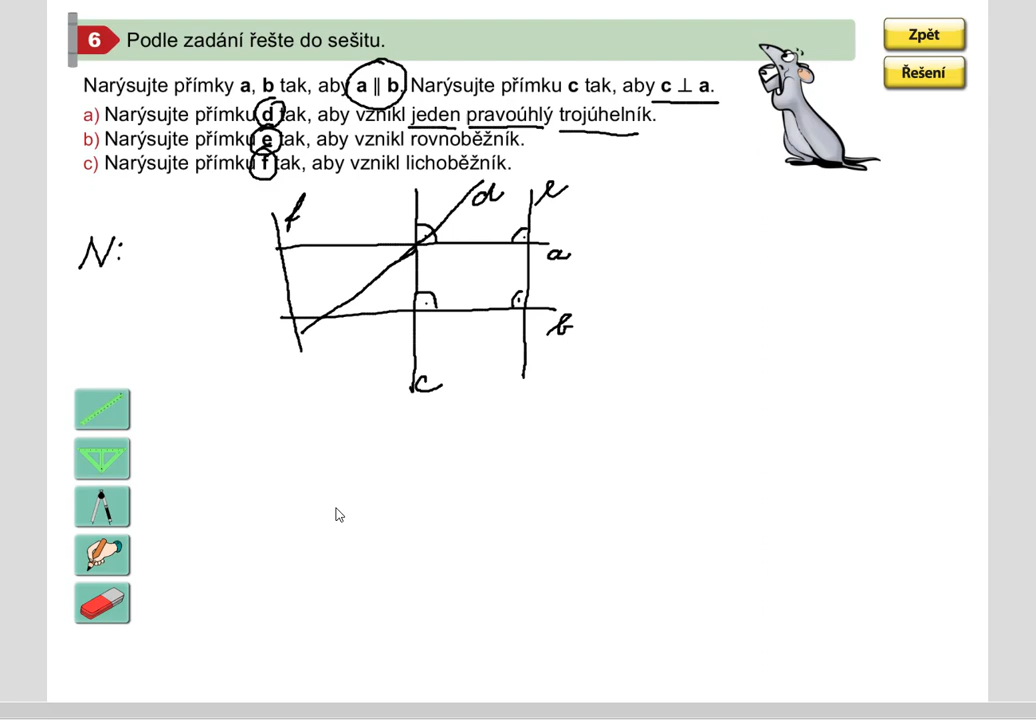 6 Podle zadání řešte do sešitu.
Zpět
Řešení
Narýsujte přímky a, b tak, aby a ∥ b. Narýsujte přímku c tak, aby c ⊥ a.
a) Narýsujte přímku d tak, aby vznikl jeden pravoúhlý trojúhelník.
b) Narýsujte přímku e tak, aby vznikl rovnoběžník.
c) Narýsujte přímku f tak, aby vznikl lichoběžník.
f d e
N:
a
b
c